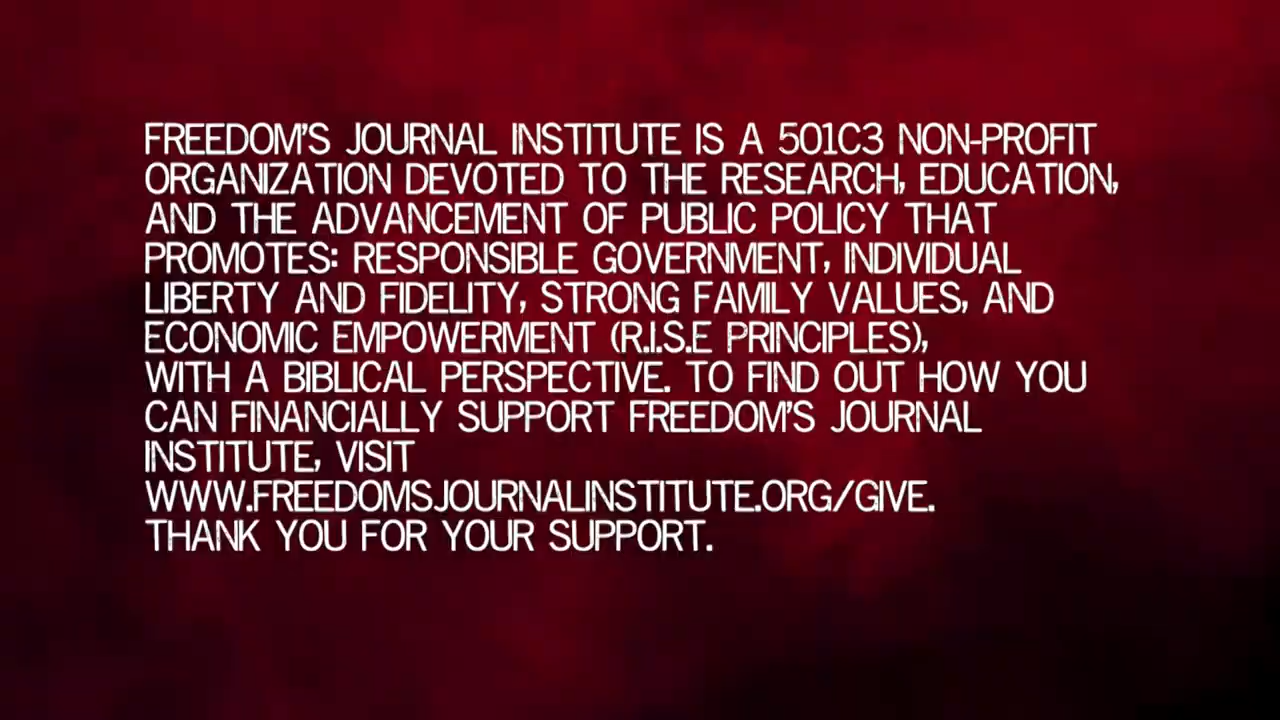 FREEDOM'S JOURNAL INSTITUTE IS A 501C3 NON-PROFIT
ORGANIZATION DEVOTED TO THE RESEARCH, EDUCATION,
AND THE ADVANCEMENT OF PUBLIC POLICY THAT
PROMOTES: RESPONSIBLE GOVERNMENT, INDIVIDUAL
LIBERTY AND FIDELITY, STRONG FAMILY VALUES, AND
ECONOMIC EMPOWERMENT (R.I.S.E PRINCIPLES),
WITH A BIBLICAL PERSPECTIVE. TO FIND OUT HOW YOU
CAN FINANCIALLY SUPPORT FREEDOM'S JOURNAL
INSTITUTE, VISIT
WWW.FREEDOMSJOURNALINSTITUTE.ORG/GIVE.
THANK YOU FOR YOUR SUPPORT.